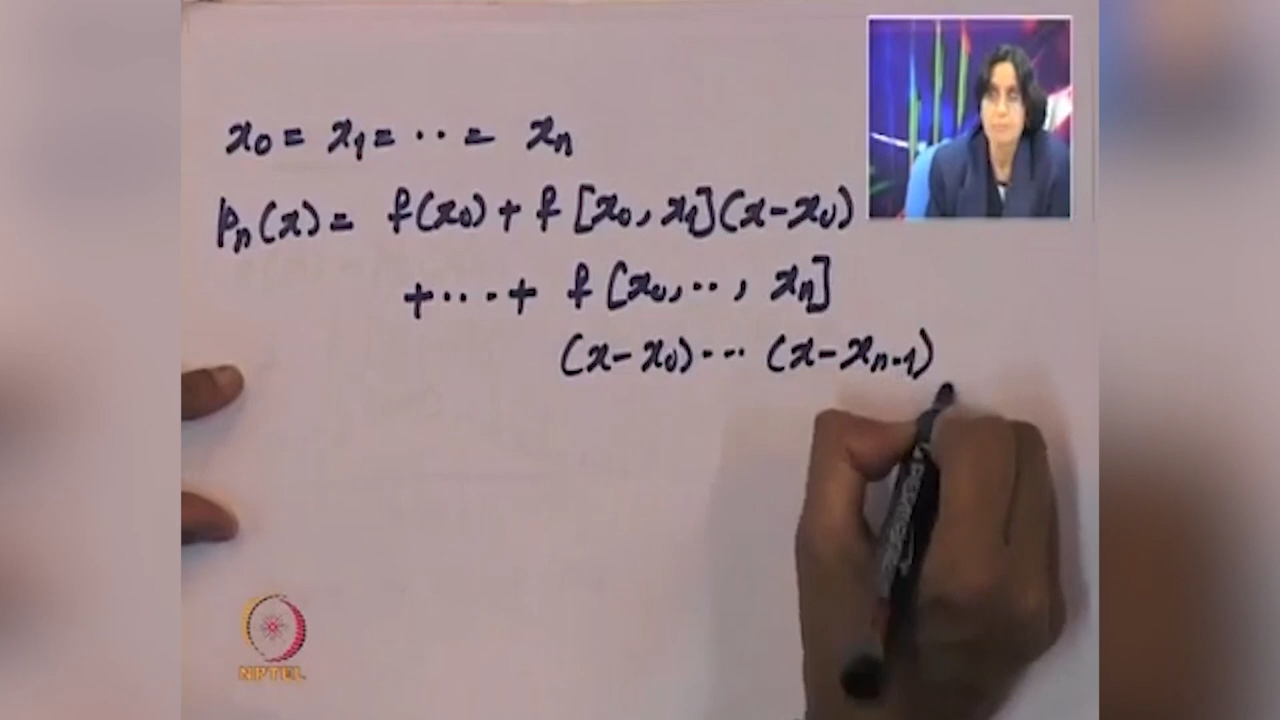 x₀ = x₁ = ·· = xₙ
pₙ(x) = f(x₀) + f[x₀, x₁](x-x₀)
+ ··· + f[x₀, ··, xₙ]
(x-x₀) ··· (x-xₙ₋₁)
NPTEL